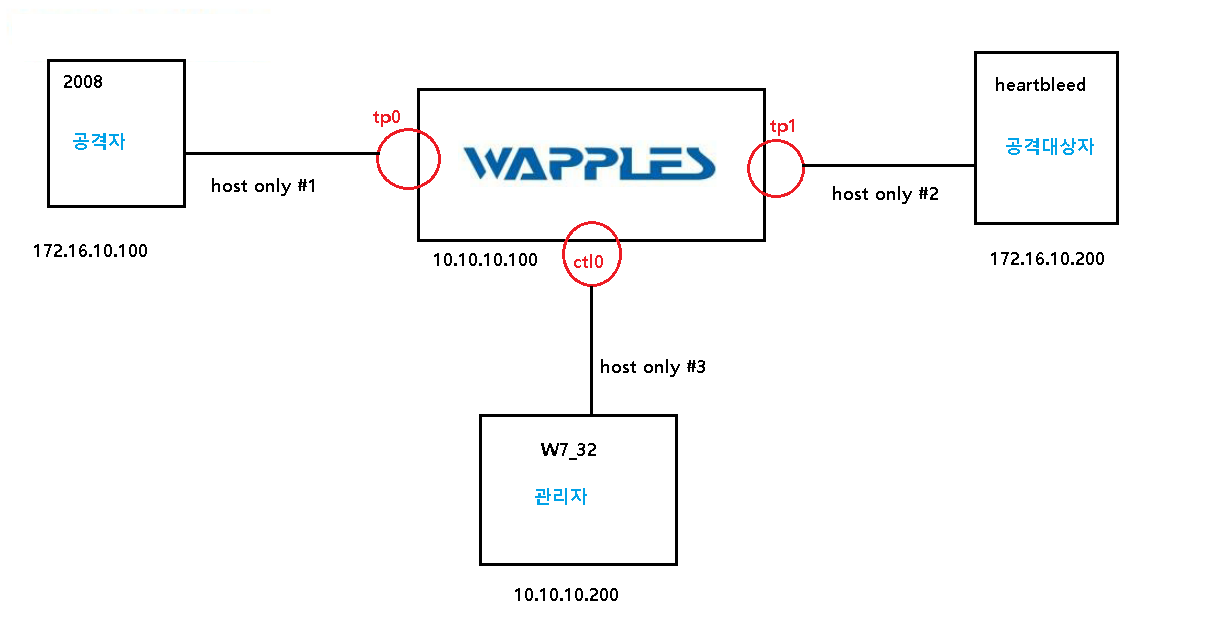 2008
공격자
172.16.10.100
host only #1
tp0
WAPPLES
10.10.10.100
ctl0
tp1
host only #2
heartbleed
공격대상자
172.16.10.200
host only #3
W7_32
관리자
10.10.10.200